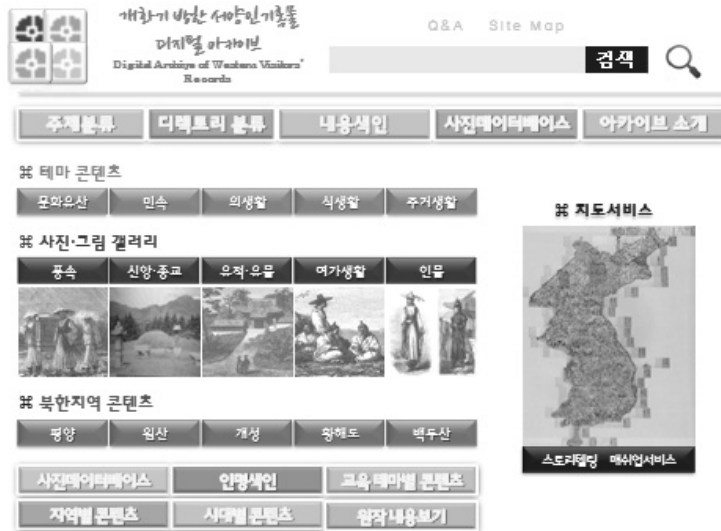 개화기 방한 서양인기록물
디지털 아카이브
Digital Archive of Western Visitors'
Records
Q&A Site Map
검색
주제분류 디렉토리 분류 내용색인 사진데이터베이스 아카이브 소개
⌘ 테마 콘텐츠
문화유산 민속 의생활 식생활 주거생활
⌘ 지도서비스
⌘ 사진·그림 갤러리
풍속 신앙·종교 유적·유물 여가생활 인물
⌘ 북한지역 콘텐츠
평양 원산 개성 황해도 백두산
스토리텔링 매쉬업서비스
사진데이터베이스 인명색인 교육 테마별 콘텐츠
지역별 콘텐츠 시대별 콘텐츠 원작 내용보기